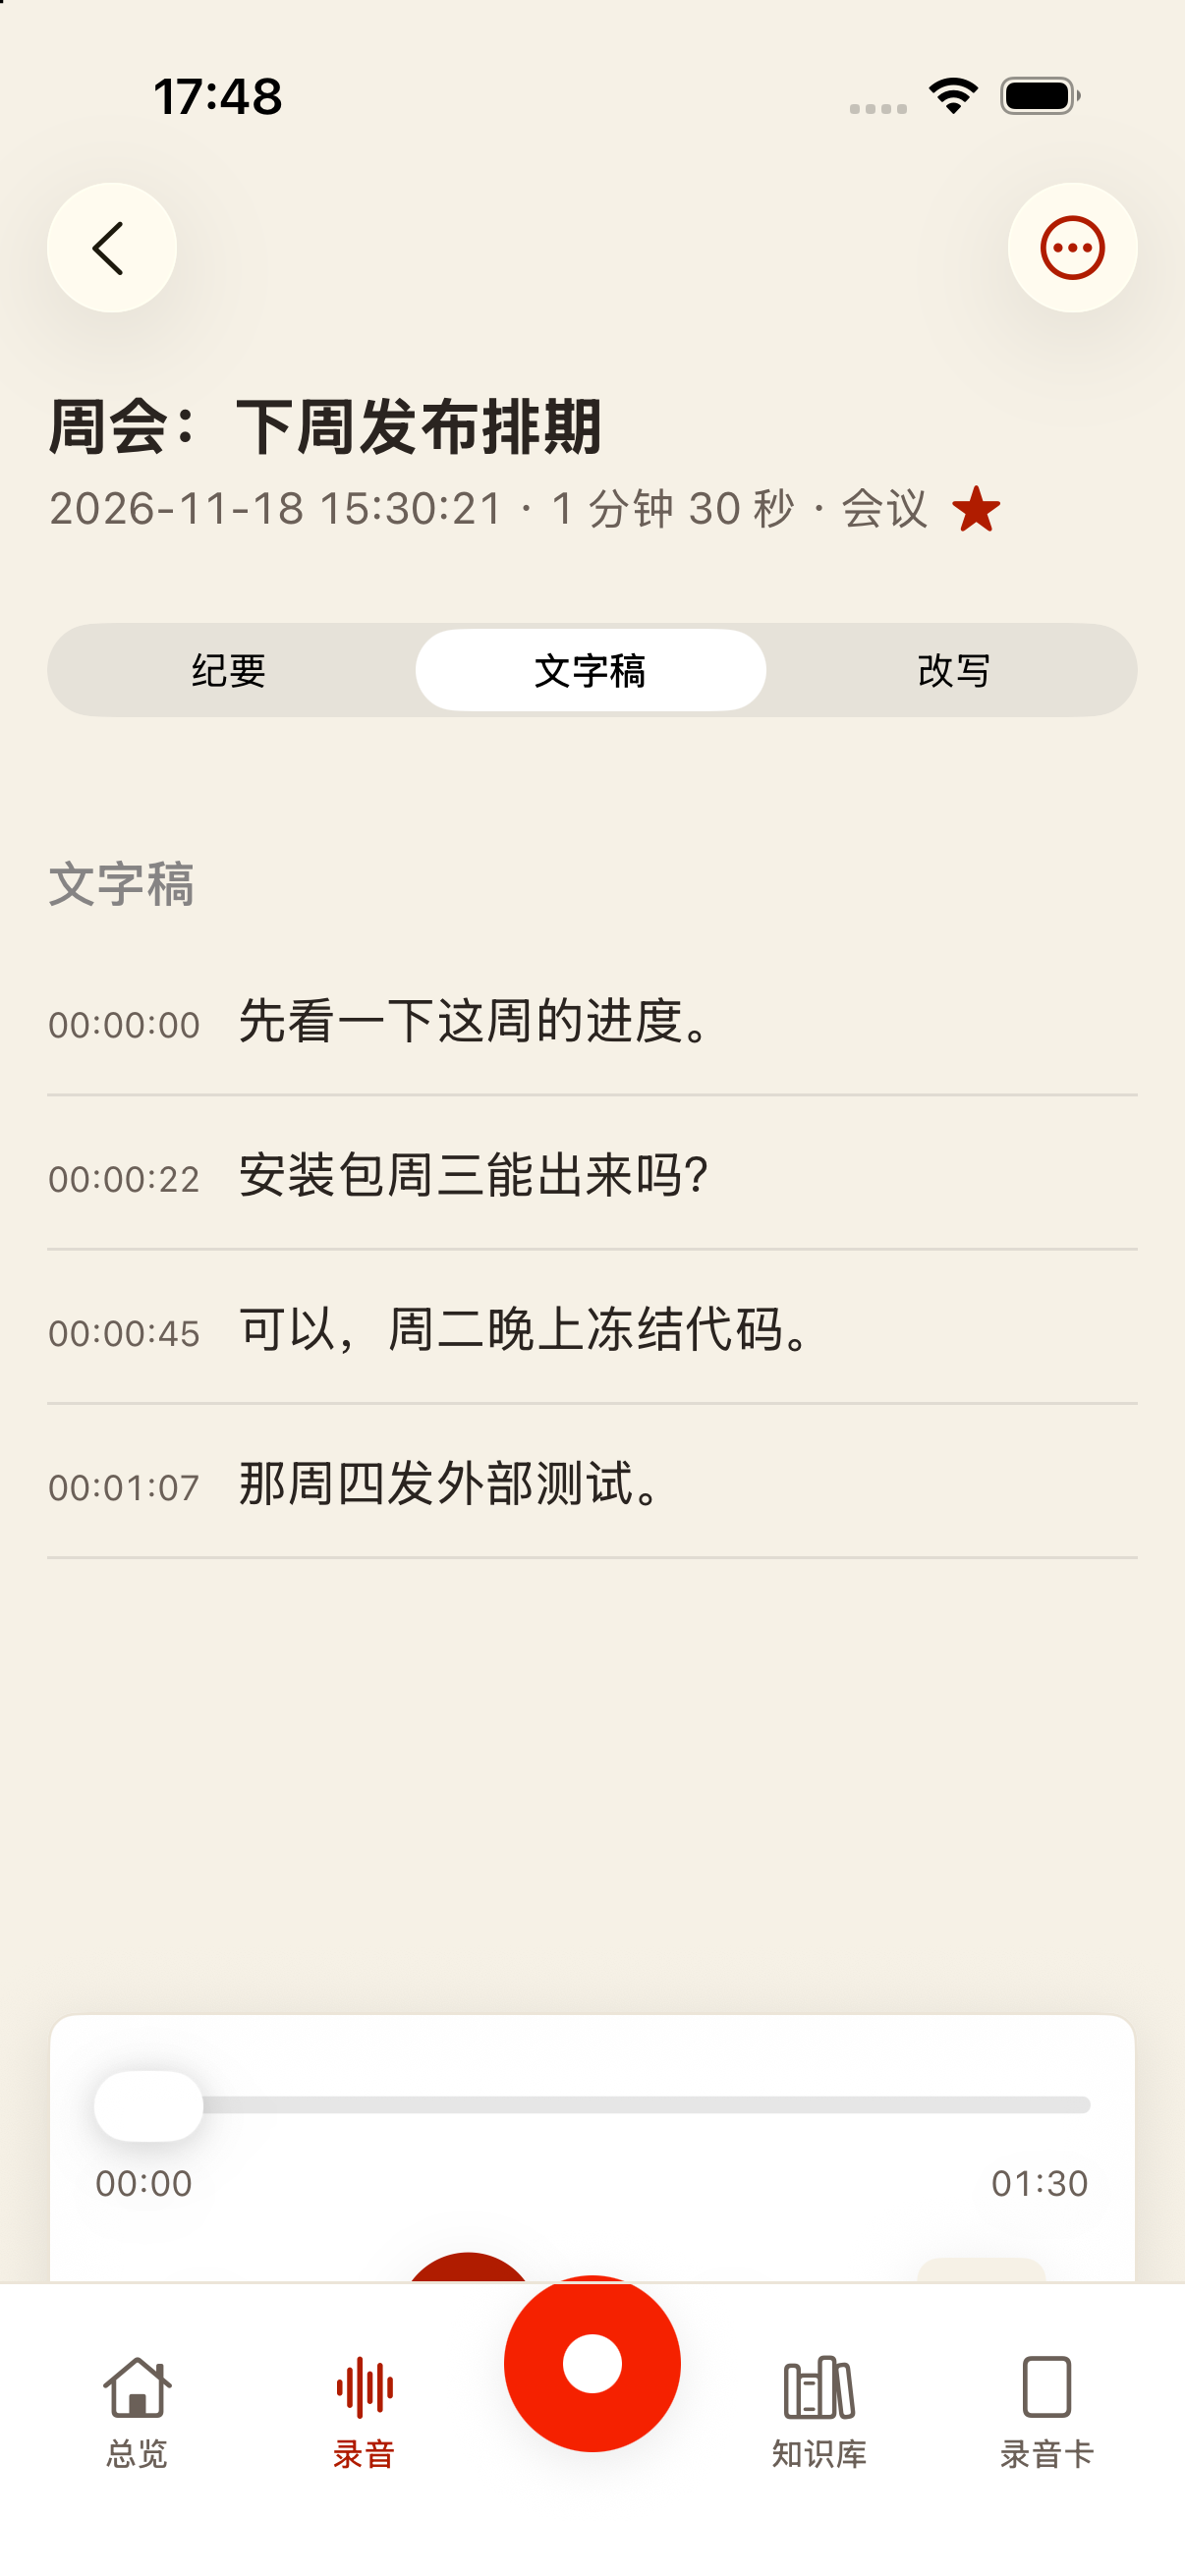 17:48
周会：下周发布排期
2026-11-18 15:30:21 · 1 分钟 30 秒 · 会议
纪要 文字稿 改写
文字稿
00:00:00 先看一下这周的进度。
00:00:22 安装包周三能出来吗?
00:00:45 可以，周二晚上冻结代码。
00:01:07 那周四发外部测试。
00:00 01:30
总览 录音 知识库 录音卡